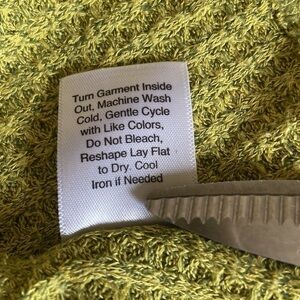 Turn Garment Inside
Out, Machine Wash
Cold, Gentle Cycle
with Like Colors,
Do Not Bleach,
Reshape Lay Flat
to Dry. Cool
Iron if Needed